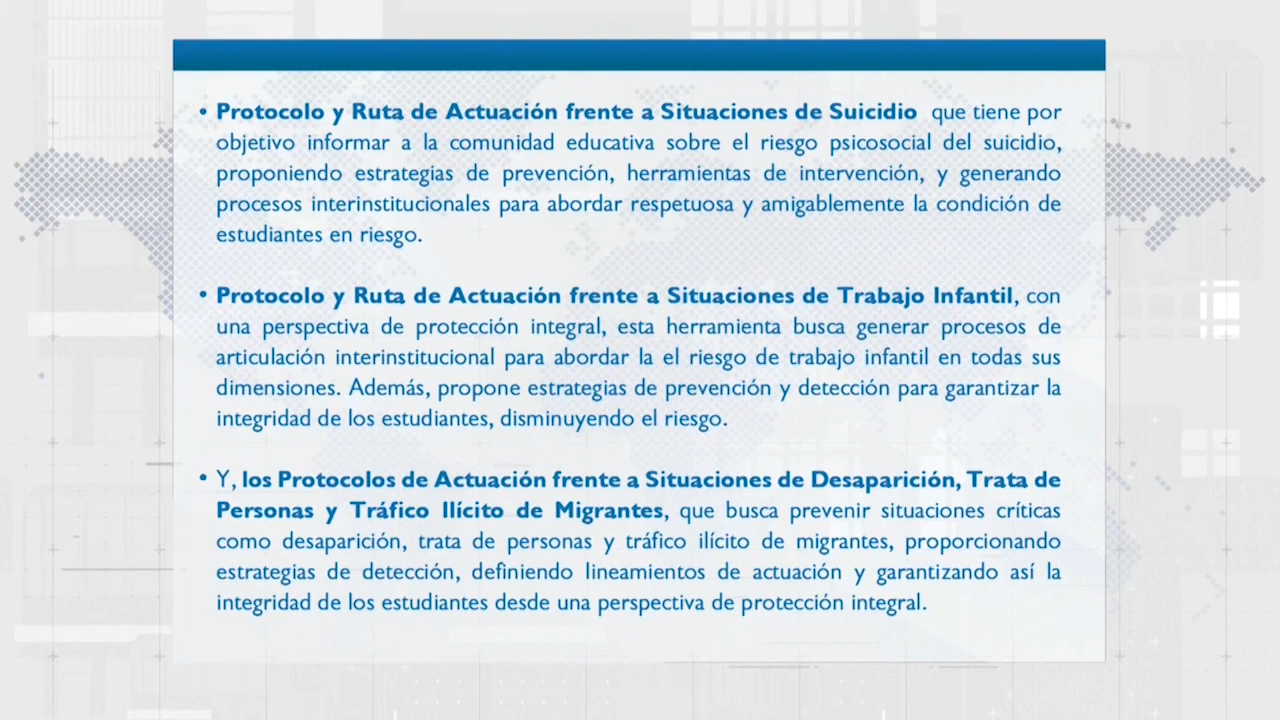 • Protocolo y Ruta de Actuación frente a Situaciones de Suicidio que tiene por
objetivo informar a la comunidad educativa sobre el riesgo psicosocial del suicidio,
proponiendo estrategias de prevención, herramientas de intervención, y generando
procesos interinstitucionales para abordar respetuosa y amigablemente la condición de
estudiantes en riesgo.
• Protocolo y Ruta de Actuación frente a Situaciones de Trabajo Infantil, con
una perspectiva de protección integral, esta herramienta busca generar procesos de
articulación interinstitucional para abordar la el riesgo de trabajo infantil en todas sus
dimensiones. Además, propone estrategias de prevención y detección para garantizar la
integridad de los estudiantes, disminuyendo el riesgo.
• Y, los Protocolos de Actuación frente a Situaciones de Desaparición, Trata de
Personas y Tráfico Ilícito de Migrantes, que busca prevenir situaciones críticas
como desaparición, trata de personas y tráfico ilícito de migrantes, proporcionando
estrategias de detección, definiendo lineamientos de actuación y garantizando así la
integridad de los estudiantes desde una perspectiva de protección integral.